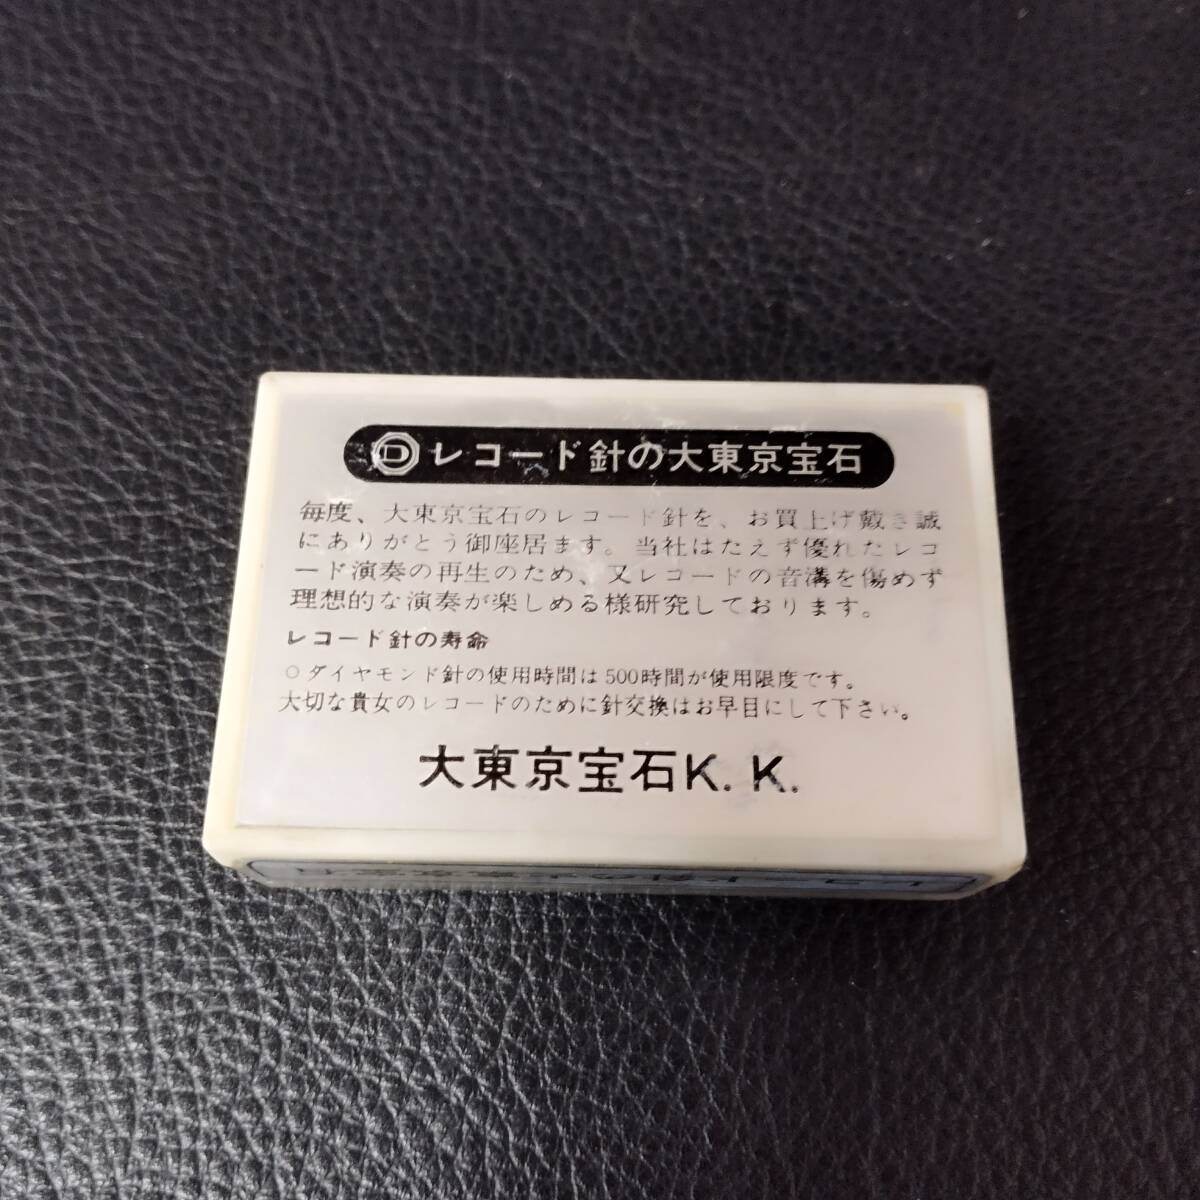 D レコード針の大東京宝石
毎度、大東京宝石のレコード針を、お買上げ戴き誠
にありがとう御座居ます。当社はたえず優れたレコ
ード演奏の再生のため、又レコードの音溝を傷めず
理想的な演奏が楽しめる様研究しております。
レコード針の寿命
○ダイヤモンド針の使用時間は500時間が使用限度です。
大切な貴女のレコードのために針交換はお早目にして下さい。
大東京宝石K. K.